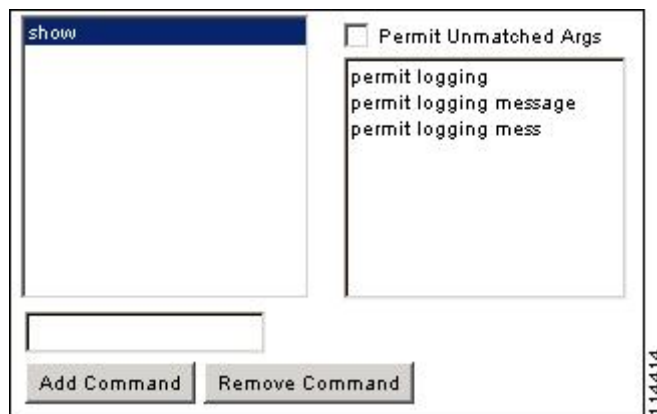 show
Permit Unmatched Args
permit logging
permit logging message
permit logging mess
Add Command
Remove Command
114414